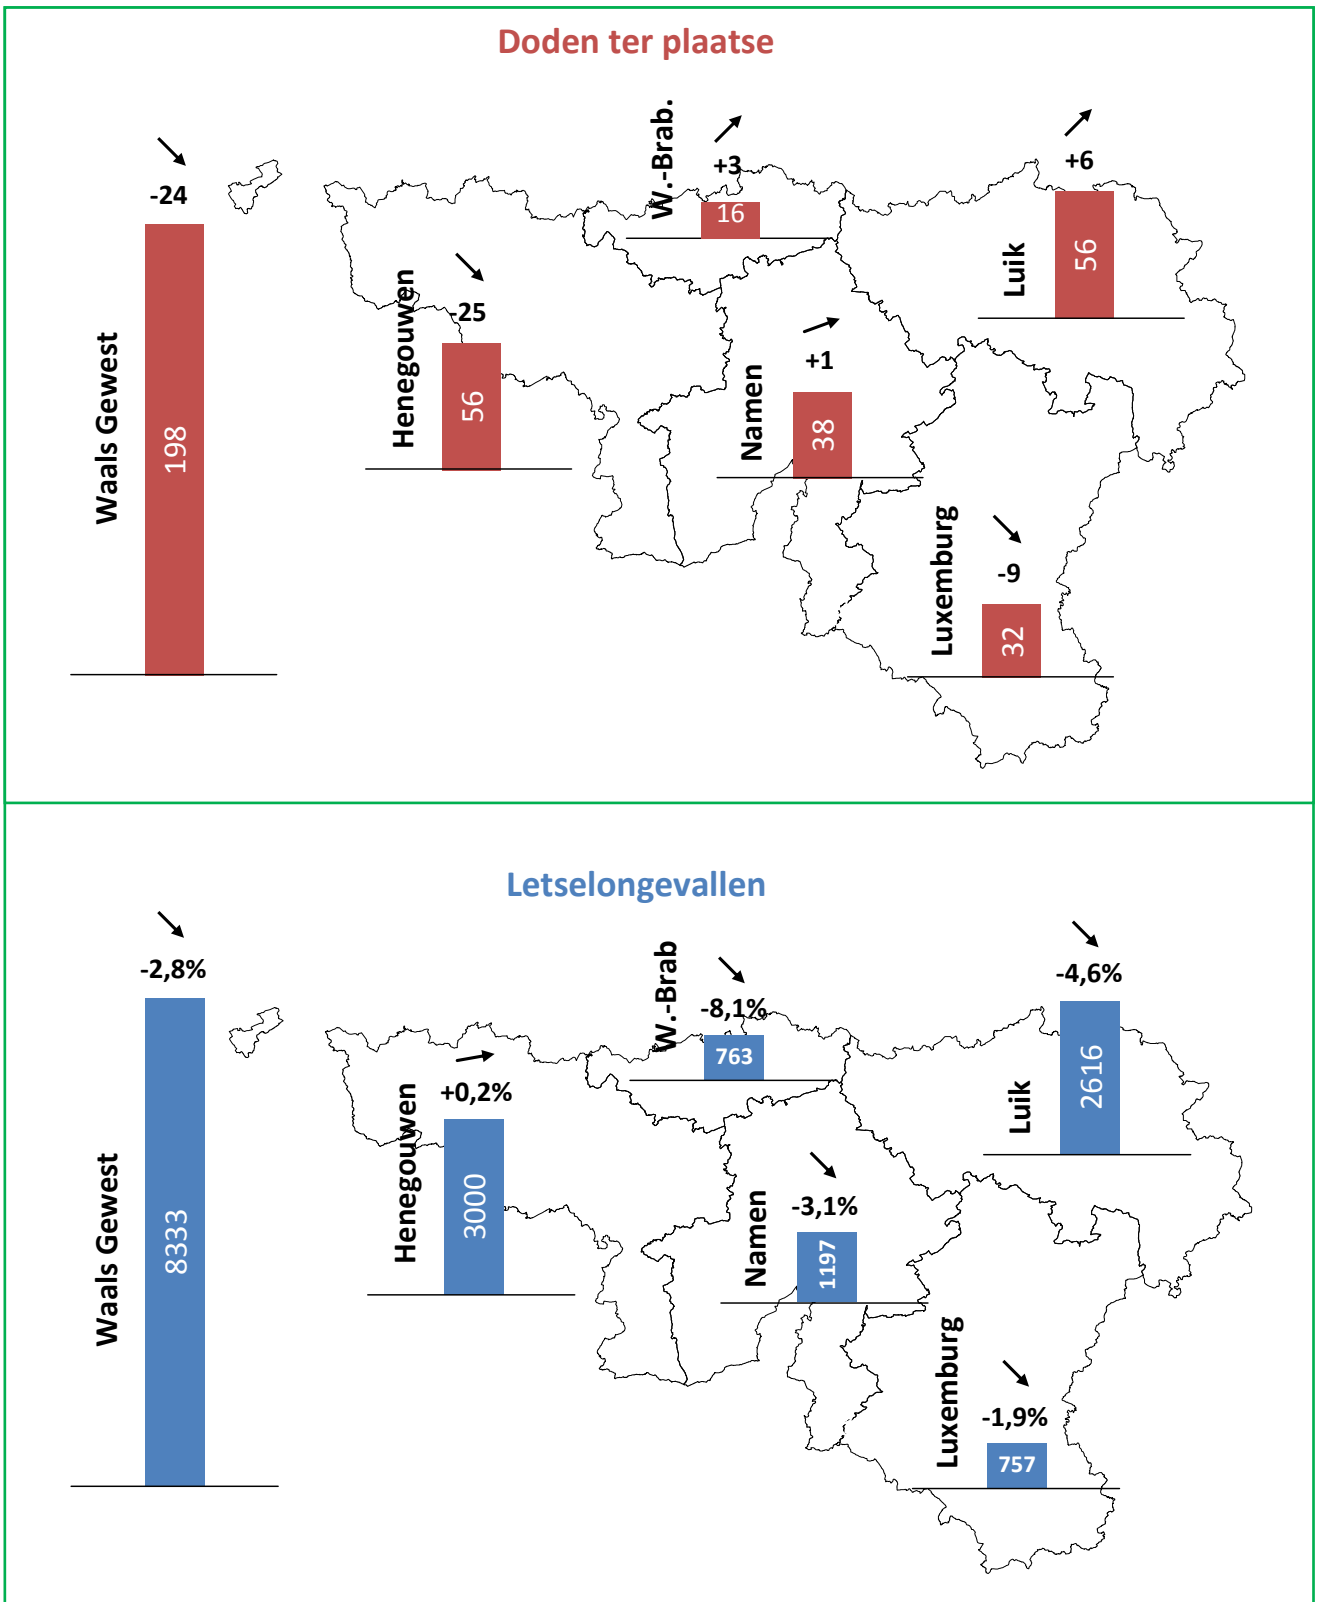 Doden ter plaatse
Waals Gewest
-24
198
Henegouwen
-25
56
W.-Brab.
+3
16
Namen
+1
38
Luik
+6
56
Luxemburg
-9
32
Letselongevallen
Waals Gewest
-2,8%
8333
Henegouwen
+0,2%
3000
W.-Brab
-8,1%
763
Namen
-3,1%
1197
Luik
-4,6%
2616
Luxemburg
-1,9%
757